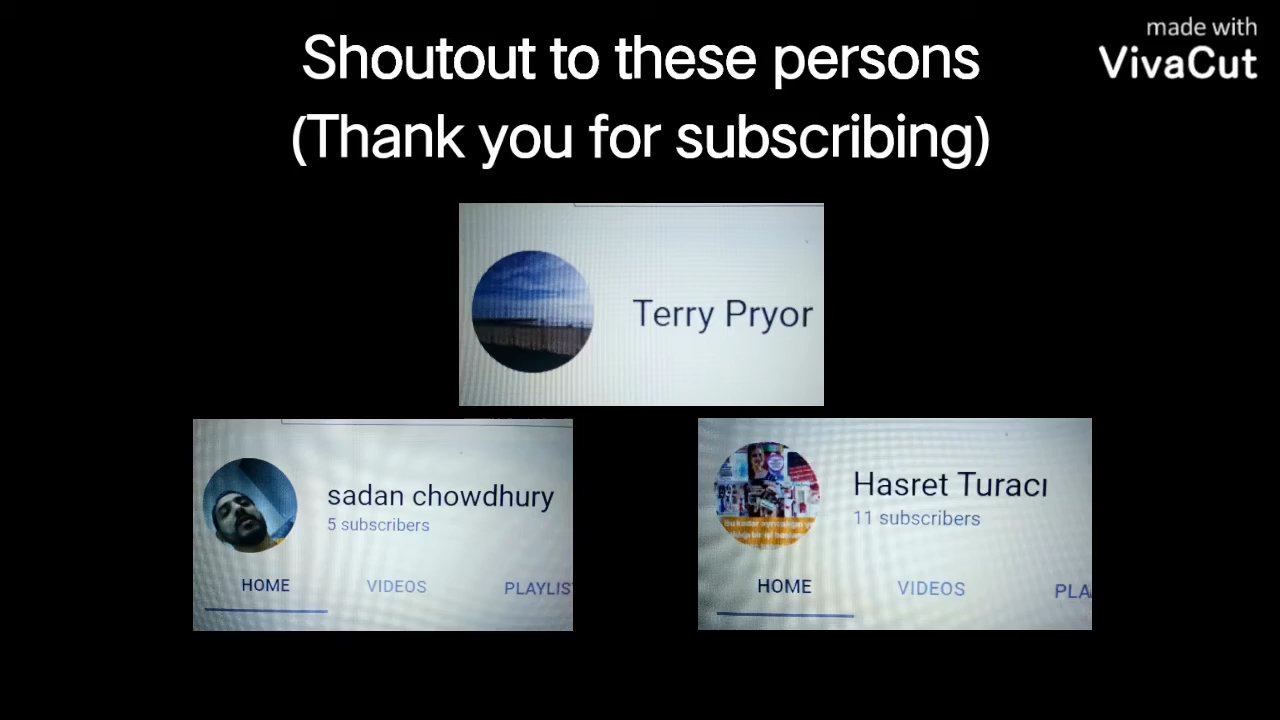 made with
VivaCut
Shoutout to these persons
(Thank you for subscribing)
Terry Pryor
sadan chowdhury
5 subscribers
HOME VIDEOS PLAYLIS
Hasret Turacı
11 subscribers
HOME VIDEOS PLA